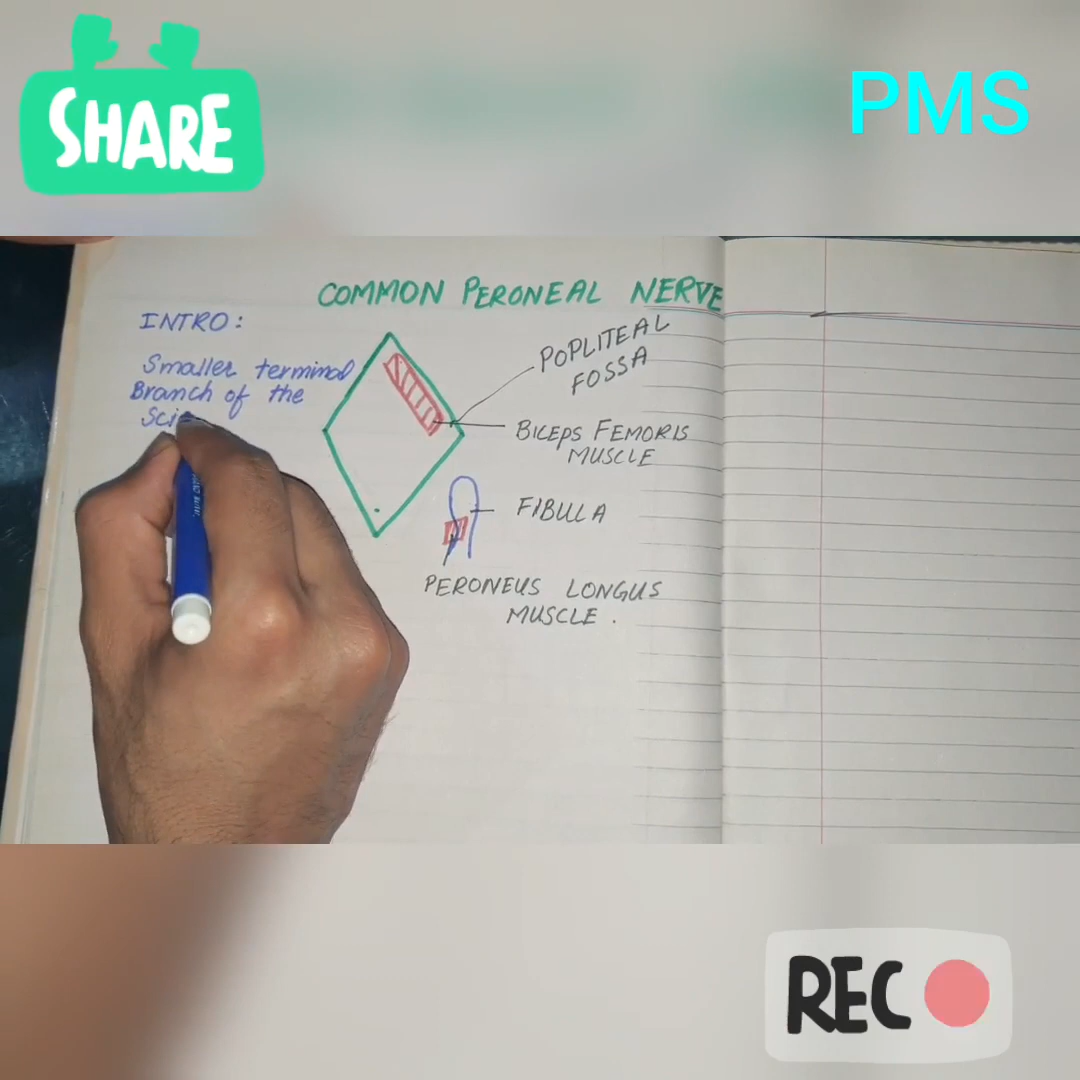 SHARE
PMS
COMMON PERONEAL NERVE
INTRO:
Smaller terminal
Branch of the
POPLITEAL
FOSSA
BICEPS FEMORIS
MUSCLE
FIBULA
PERONEUS LONGUS
MUSCLE.
REC